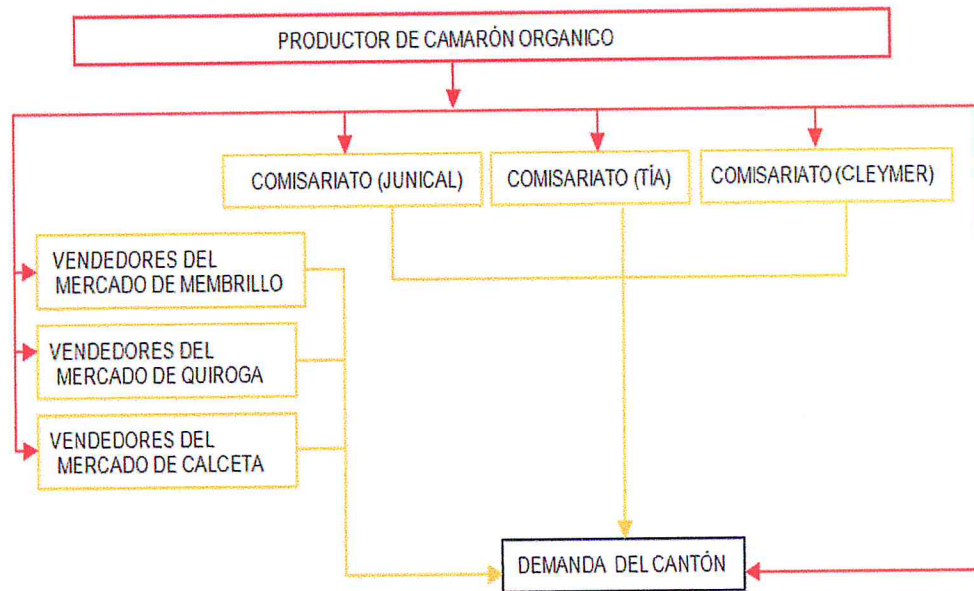 PRODUCTOR DE CAMARÓN ORGANICO
COMISARIATO (JUNICAL)
COMISARIATO (TÍA)
COMISARIATO (CLEYMER)
VENDEDORES DEL
MERCADO DE MEMBRILLO
VENDEDORES DEL
MERCADO DE QUIROGA
VENDEDORES DEL
MERCADO DE CALCETA
DEMANDA DEL CANTÓN